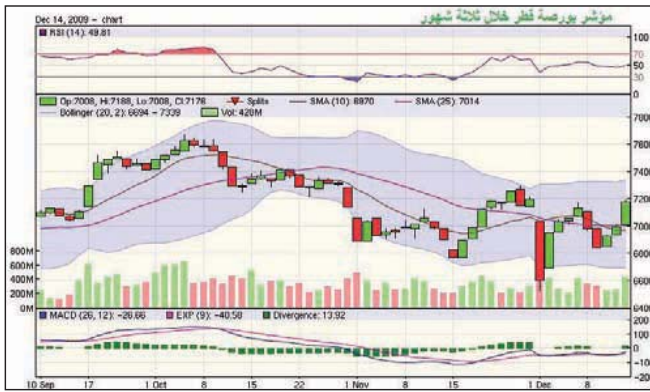 Dec 14, 2009 - chart
مؤشر بورصة قطر خلال ثلاثة شهور
RSI (14): 49.81
100
70
50
30
0
Op:7008, Hi:7188, Lo:7008, Cl:7176 Splits SMA (10): 6970 SMA (25): 7014
Bollinger (20, 2): 6694 - 7339 Vol: 420M
7800
7600
7400
7200
7000
6800
6600
6400
800M
600M
400M
200M
0M
MACD (26, 12): -26.66 EXP (9): -40.58 Divergence: 13.92
200
100
0
-100
-200
10 Sep 17 1 Oct 8 15 22 1 Nov 8 15 1 Dec 8